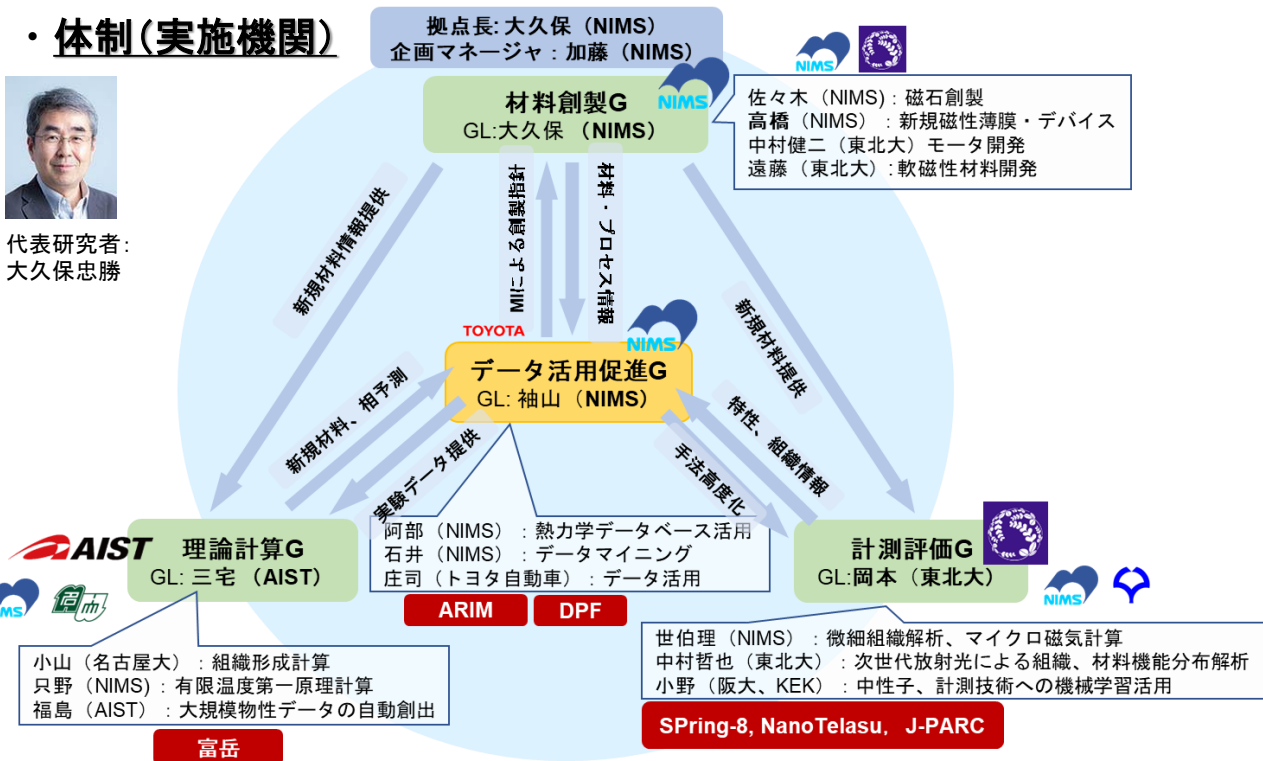 ・体制（実施機関）
拠点長: 大久保（NIMS）
企画マネージャ：加藤（NIMS）
材料創製G
GL:大久保（NIMS）
NIMS
NIMS
佐々木（NIMS)：磁石創製
高橋（NIMS）：新規磁性薄膜・デバイス
中村健二（東北大）モータ開発
遠藤（東北大）: 軟磁性材料開発
代表研究者:
大久保忠勝
新規材料情報提供
MIによる創製指針
材料・プロセス情報
新規材料提供
TOYOTA
NIMS
データ活用促進G
GL: 袖山（NIMS）
新規材料、相予測
実験データ提供
手法高度化
特性、組織情報
阿部（NIMS）：熱力学データベース活用
石井（NIMS）：データマイニング
庄司（トヨタ自動車）：データ活用
ARIM
DPF
AIST
理論計算G
GL: 三宅（AIST）
計測評価G
GL:岡本（東北大）
NIMS
小山（名古屋大）：組織形成計算
只野（NIMS)：有限温度第一原理計算
福島（AIST）：大規模物性データの自動創出
富岳
世伯理（NIMS）：微細組織解析、マイクロ磁気計算
中村哲也（東北大）：次世代放射光による組織、材料機能分布解析
小野（阪大、KEK）：中性子、計測技術への機械学習活用
SPring-8, NanoTelasu, J-PARC